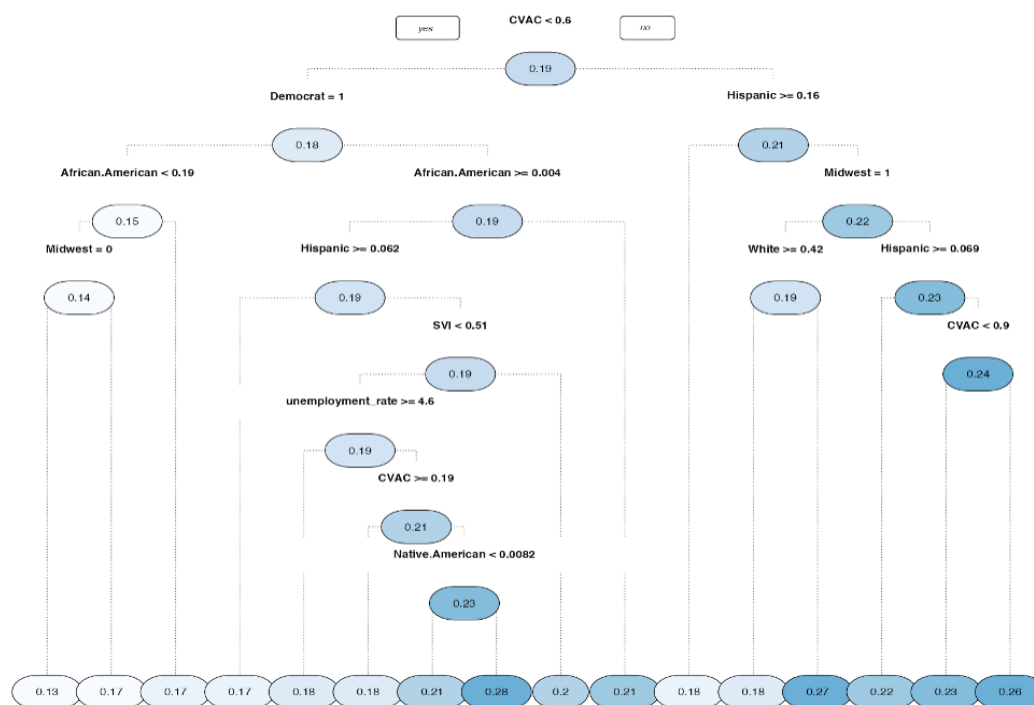 CVAC < 0.6
yes
no
0.19
Democrat = 1
Hispanic >= 0.16
0.18
0.21
African.American < 0.19
African.American >= 0.004
Midwest = 1
0.15
0.19
0.22
Midwest = 0
Hispanic >= 0.062
White >= 0.42
Hispanic >= 0.069
0.14
0.19
0.19
0.23
SVI < 0.51
CVAC < 0.9
0.19
0.24
unemployment_rate >= 4.6
0.19
CVAC >= 0.19
0.21
Native.American < 0.0082
0.23
0.13 0.17 0.17 0.17 0.18 0.18 0.21 0.28 0.2 0.21 0.18 0.18 0.27 0.22 0.23 0.26